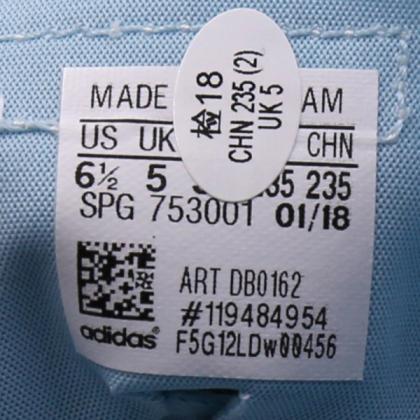 检18
CHN 235 (2)
UK 5
MADE AM
US UK CHN
6½ 5 235
SPG 753001 01/18
ART DB0162
#119484954
adidas® F5G12LDw00456